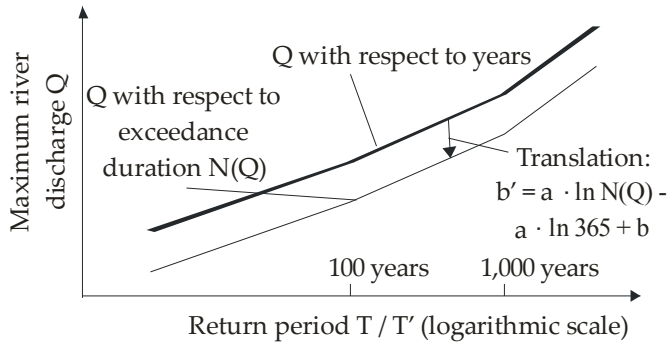 Maximum river
discharge Q
Q with respect to years
Q with respect to
exceedance
duration N(Q)
Translation:
b' = a · ln N(Q) -
a · ln 365 + b
100 years
1,000 years
Return period T / T' (logarithmic scale)